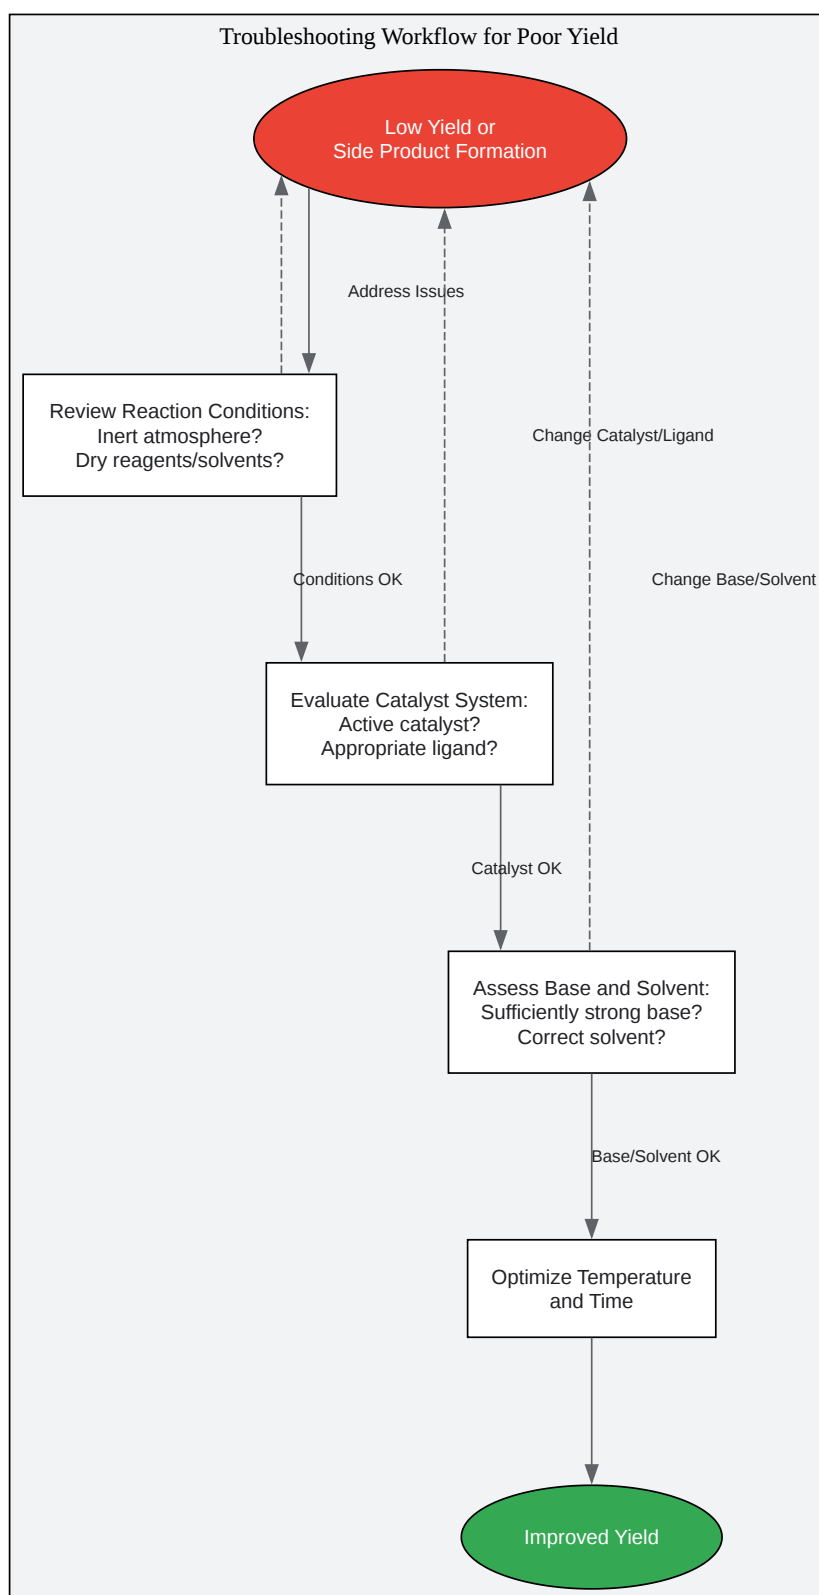 Troubleshooting Workflow for Poor Yield
Low Yield or
Side Product Formation
Address Issues
Review Reaction Conditions:
Inert atmosphere?
Dry reagents/solvents?
Change Catalyst/Ligand
Conditions OK
Change Base/Solvent
Evaluate Catalyst System:
Active catalyst?
Appropriate ligand?
Catalyst OK
Assess Base and Solvent:
Sufficiently strong base?
Correct solvent?
Base/Solvent OK
Optimize Temperature
and Time
Improved Yield